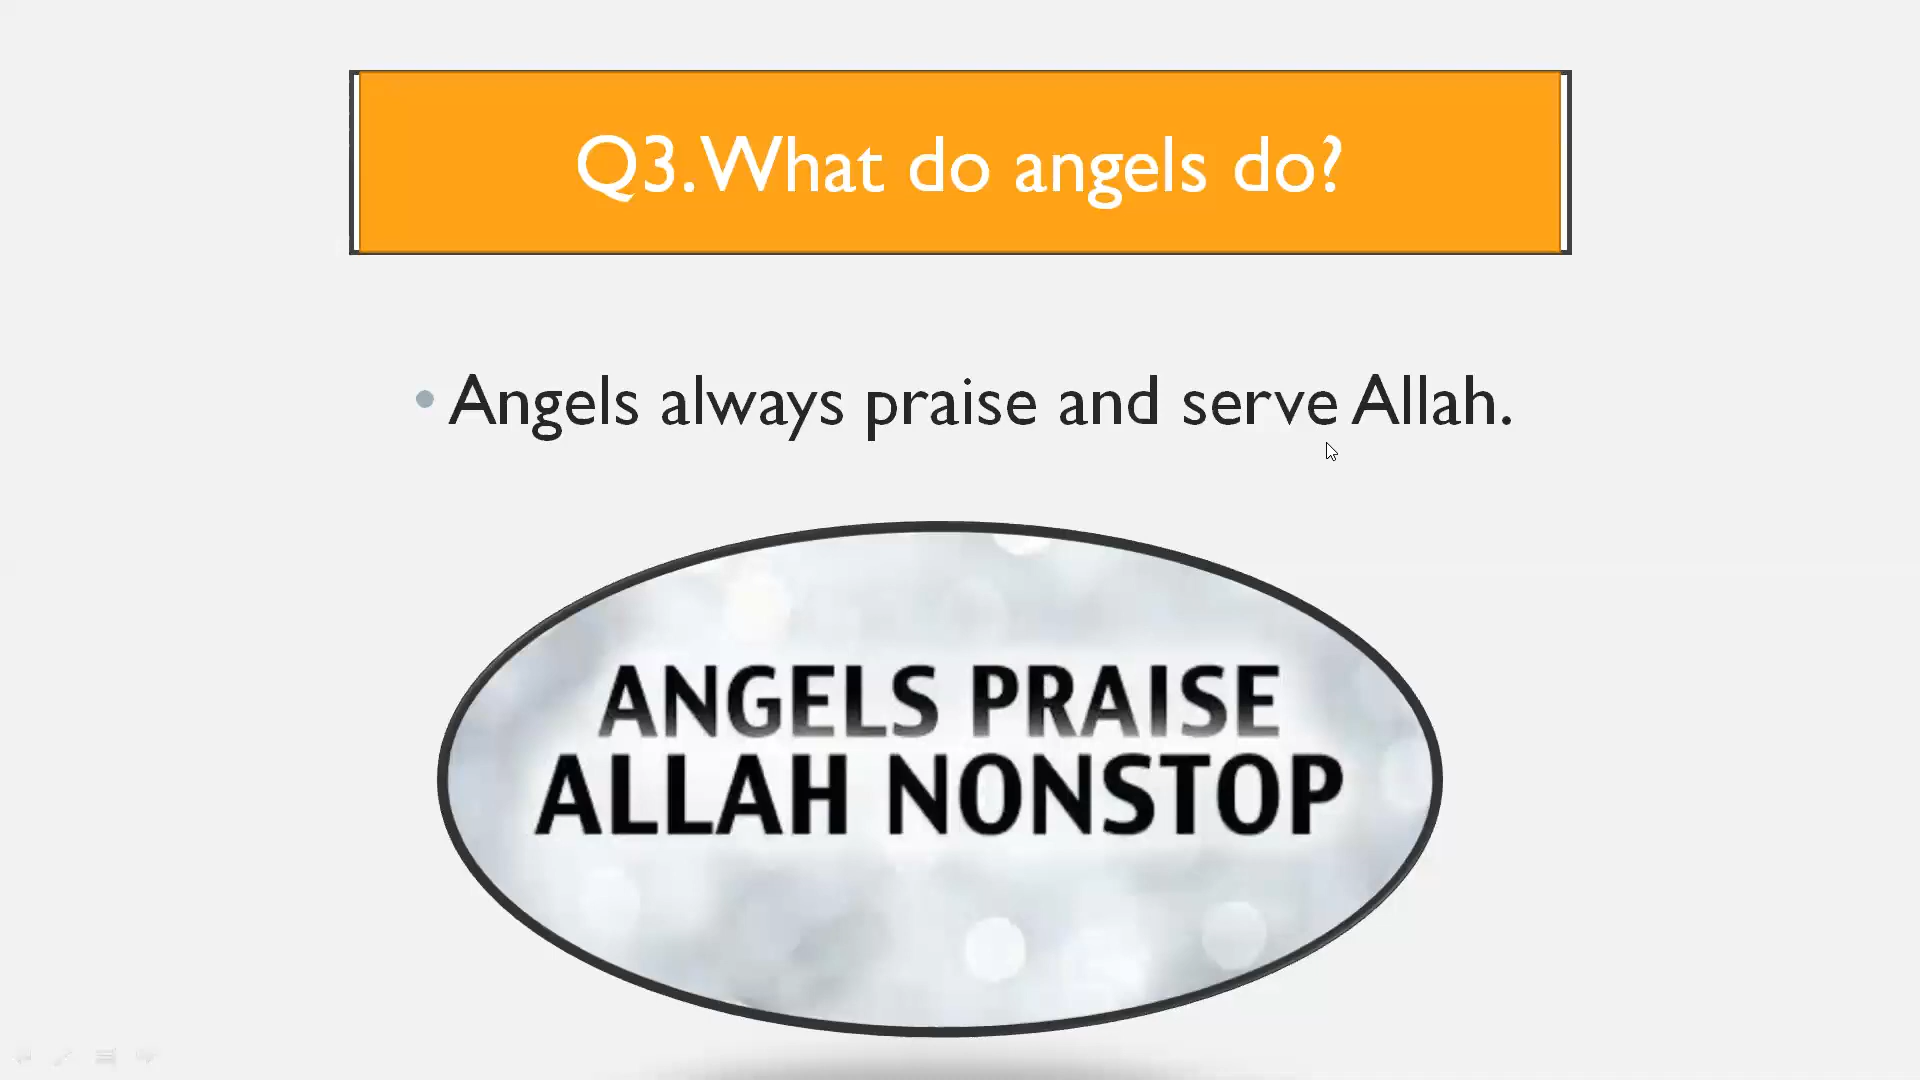 Q3. What do angels do?
• Angels always praise and serve Allah.
ANGELS PRAISE
ALLAH NONSTOP